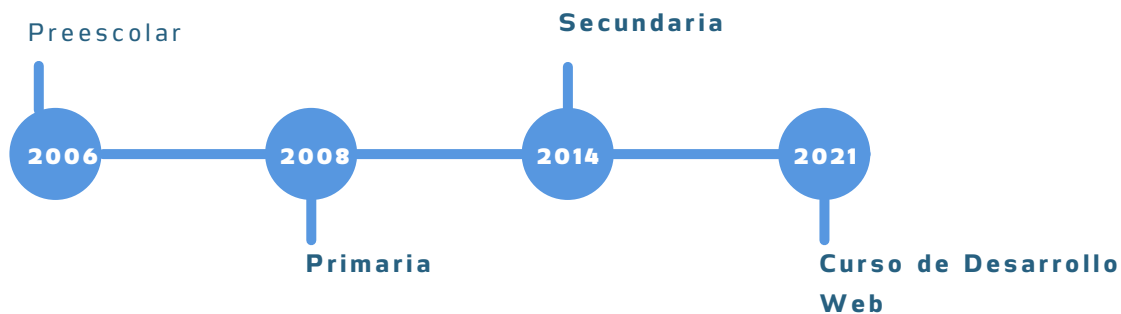 Preescolar
Secundaria
2006
2008
2014
2021
Primaria
Curso de Desarrollo
Web